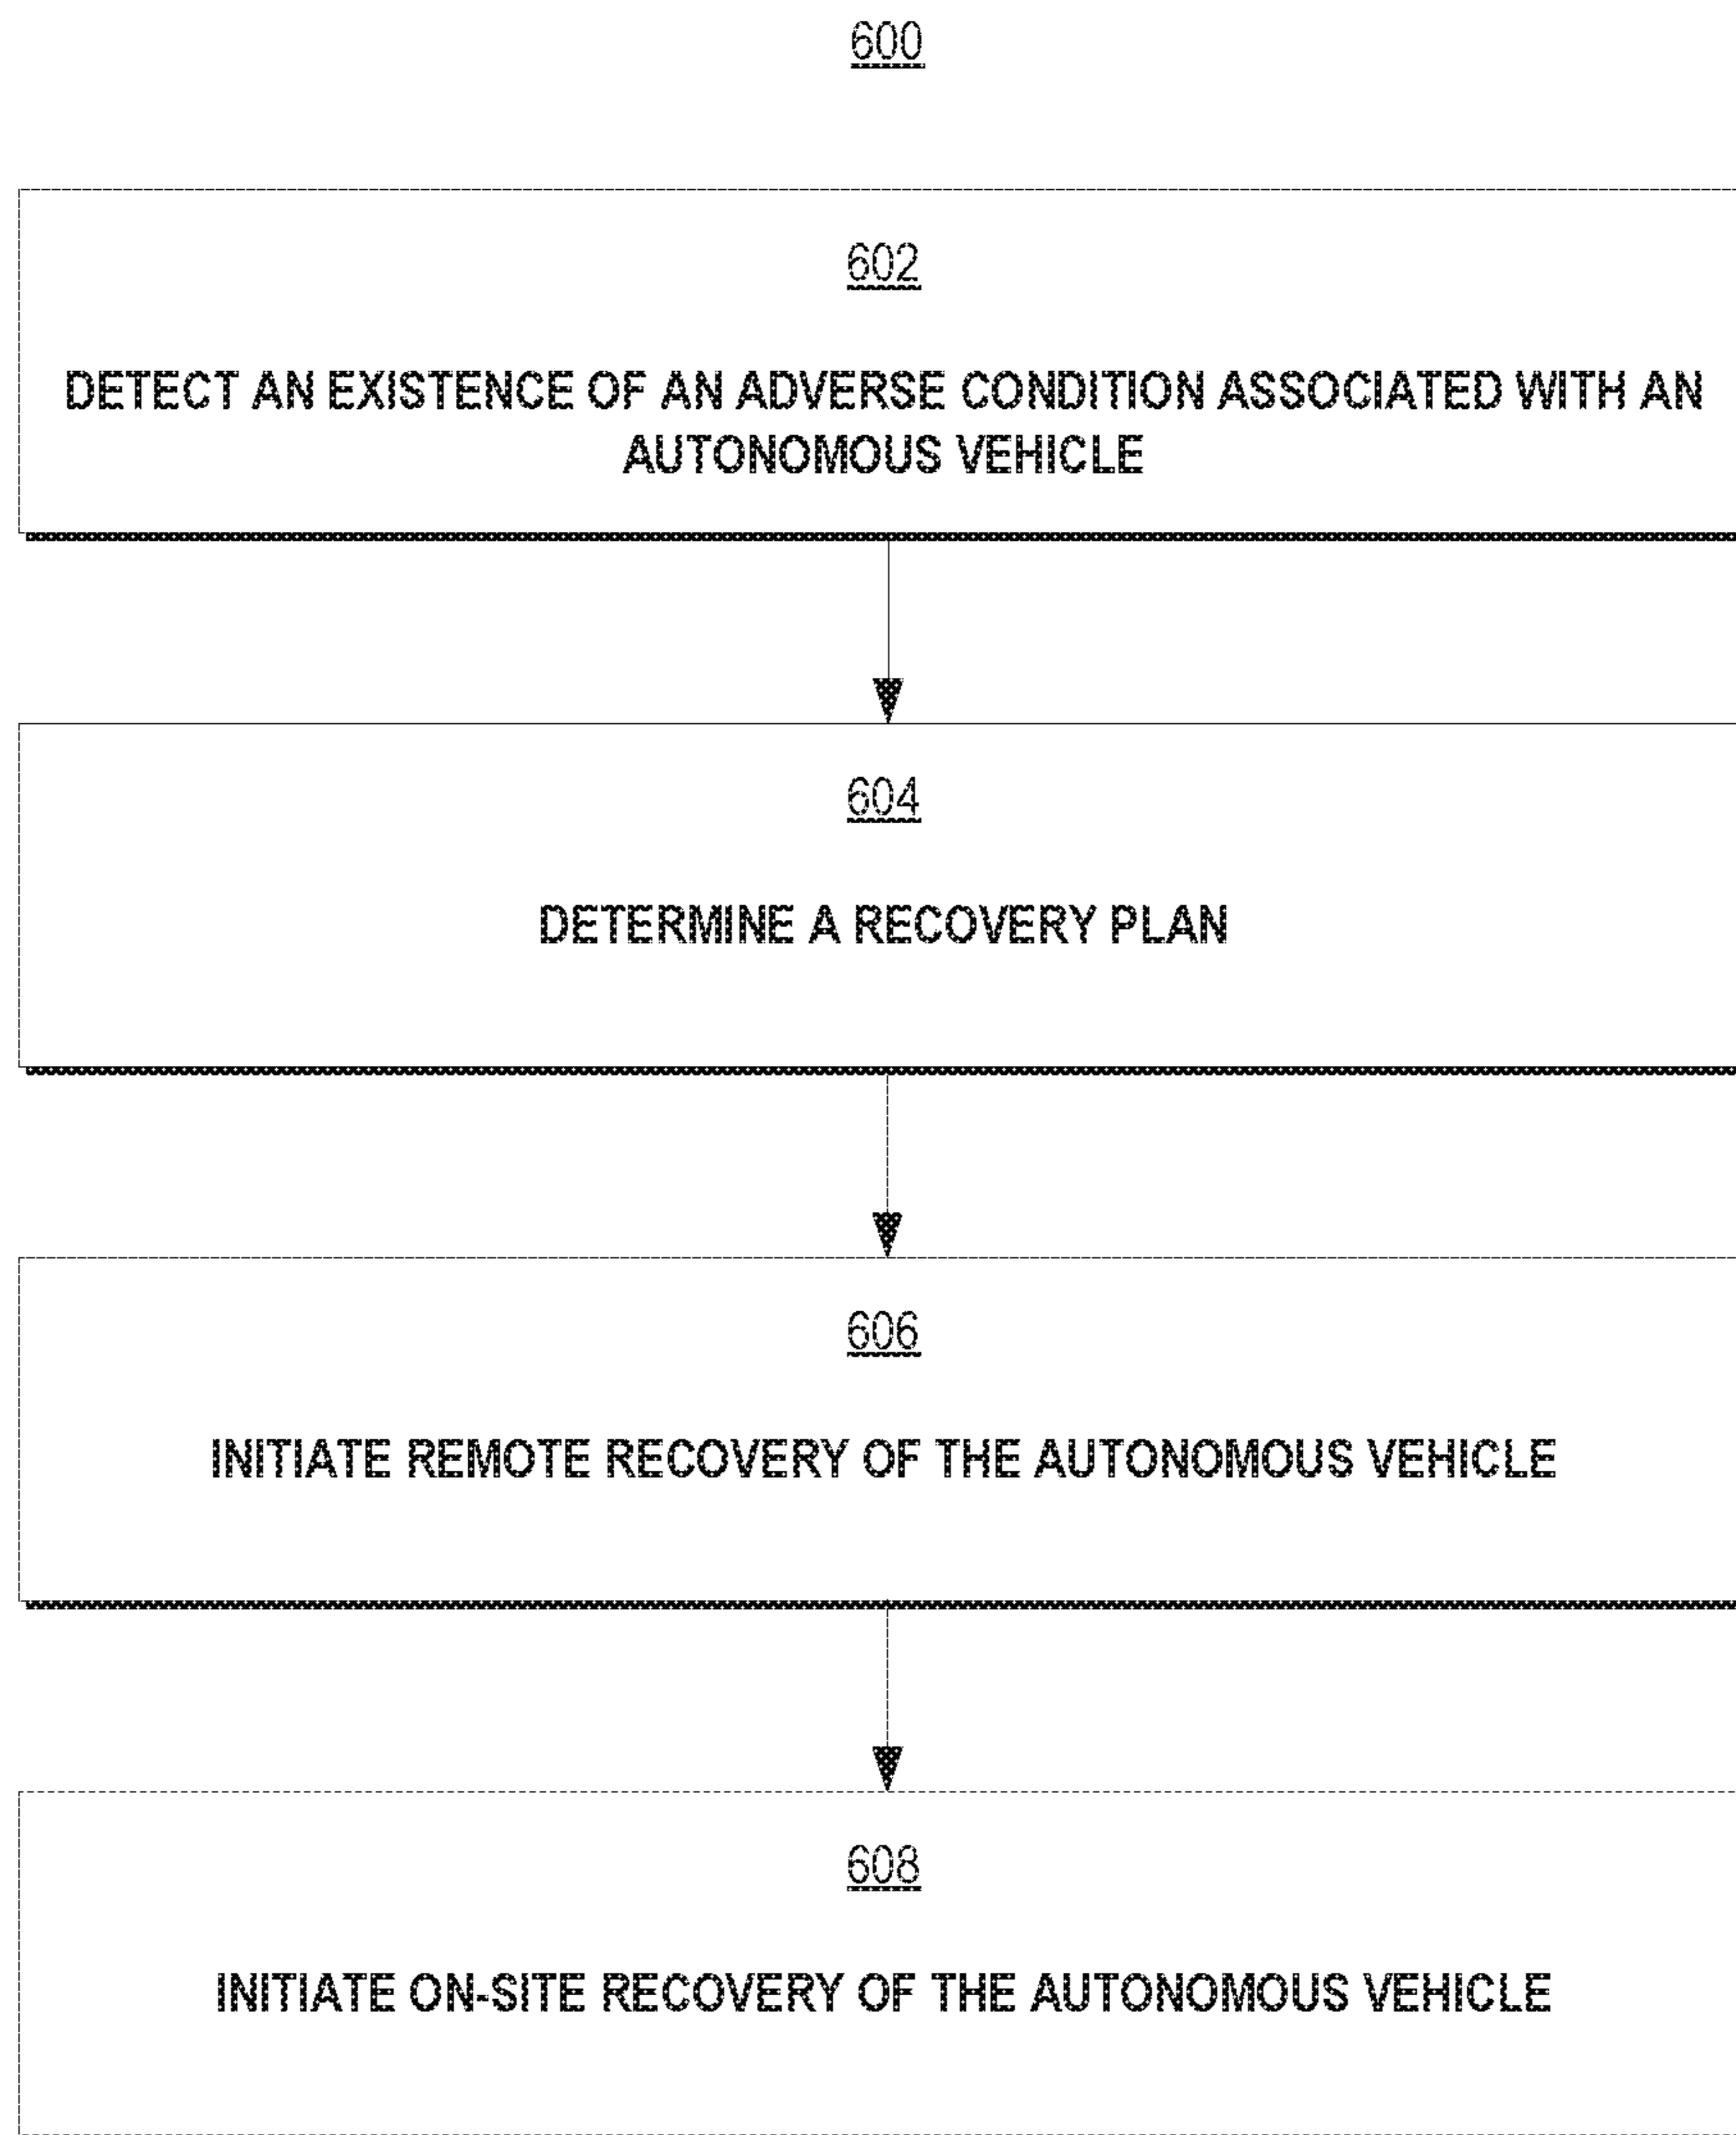 600
602
DETECT AN EXISTENCE OF AN ADVERSE CONDITION ASSOCIATED WITH AN
AUTONOMOUS VEHICLE
604
DETERMINE A RECOVERY PLAN
606
INITIATE REMOTE RECOVERY OF THE AUTONOMOUS VEHICLE
608
INITIATE ON-SITE RECOVERY OF THE AUTONOMOUS VEHICLE